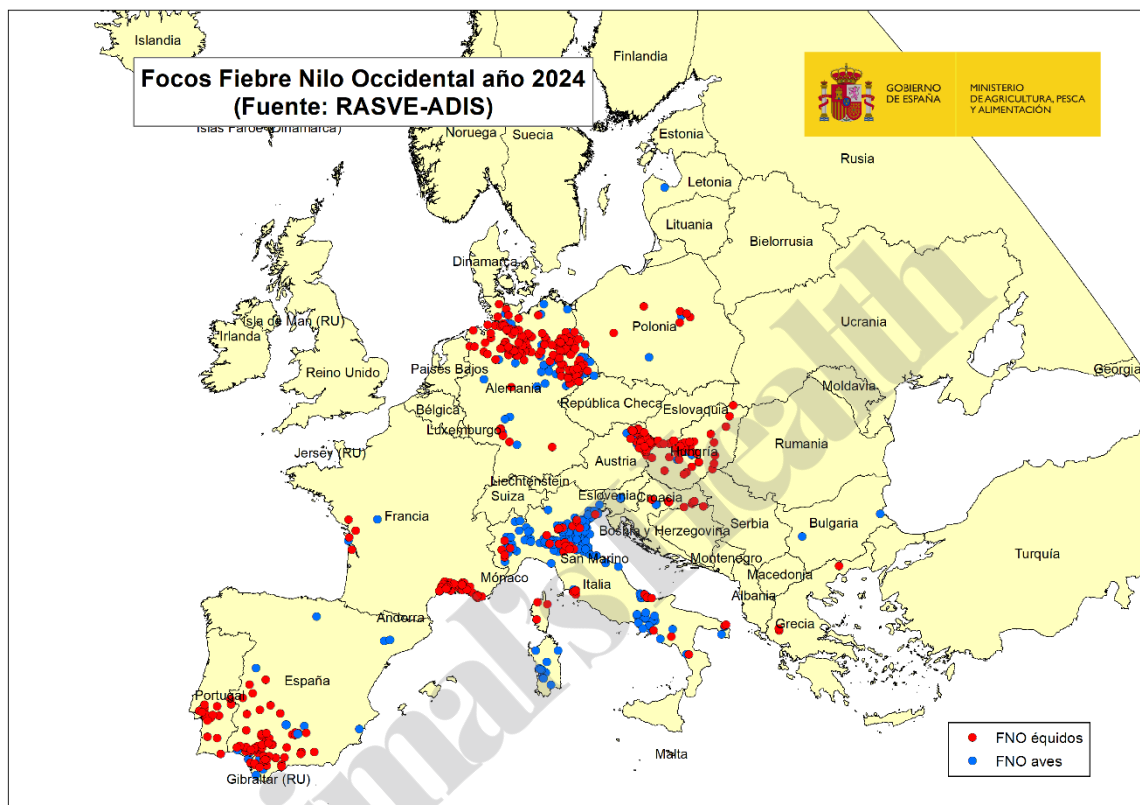 Islandia
Finlandia
Focos Fiebre Nilo Occidental año 2024
(Fuente: RASVE-ADIS)
GOBIERNO
DE ESPAÑA
MINISTERIO
DE AGRICULTURA, PESCA
Y ALIMENTACIÓN
Islas Faroe (Dinamarca)
Noruega
Suecia
Estonia
Rusia
Letonia
Lituania
Bielorrusia
Dinamarca
Isla de Man (RU)
Irlanda
Polonia
Ucrania
Reino Unido
Países Bajos
Alemania
Georgia
Moldavia
Bélgica
República Checa
Eslovaquia
Luxemburgo
Jersey (RU)
Hungría
Rumania
Austria
Liechtenstein
Suiza
Eslovenia
Croacia
Francia
Bosnia y Herzegovina
Serbia
Bulgaria
San Marino
Montenegro
Turquía
Mónaco
Italia
Macedonia
Albania
Andorra
Grecia
España
Portugal
Malta
Gibraltar (RU)
FNO équidos
FNO aves
imal's Health